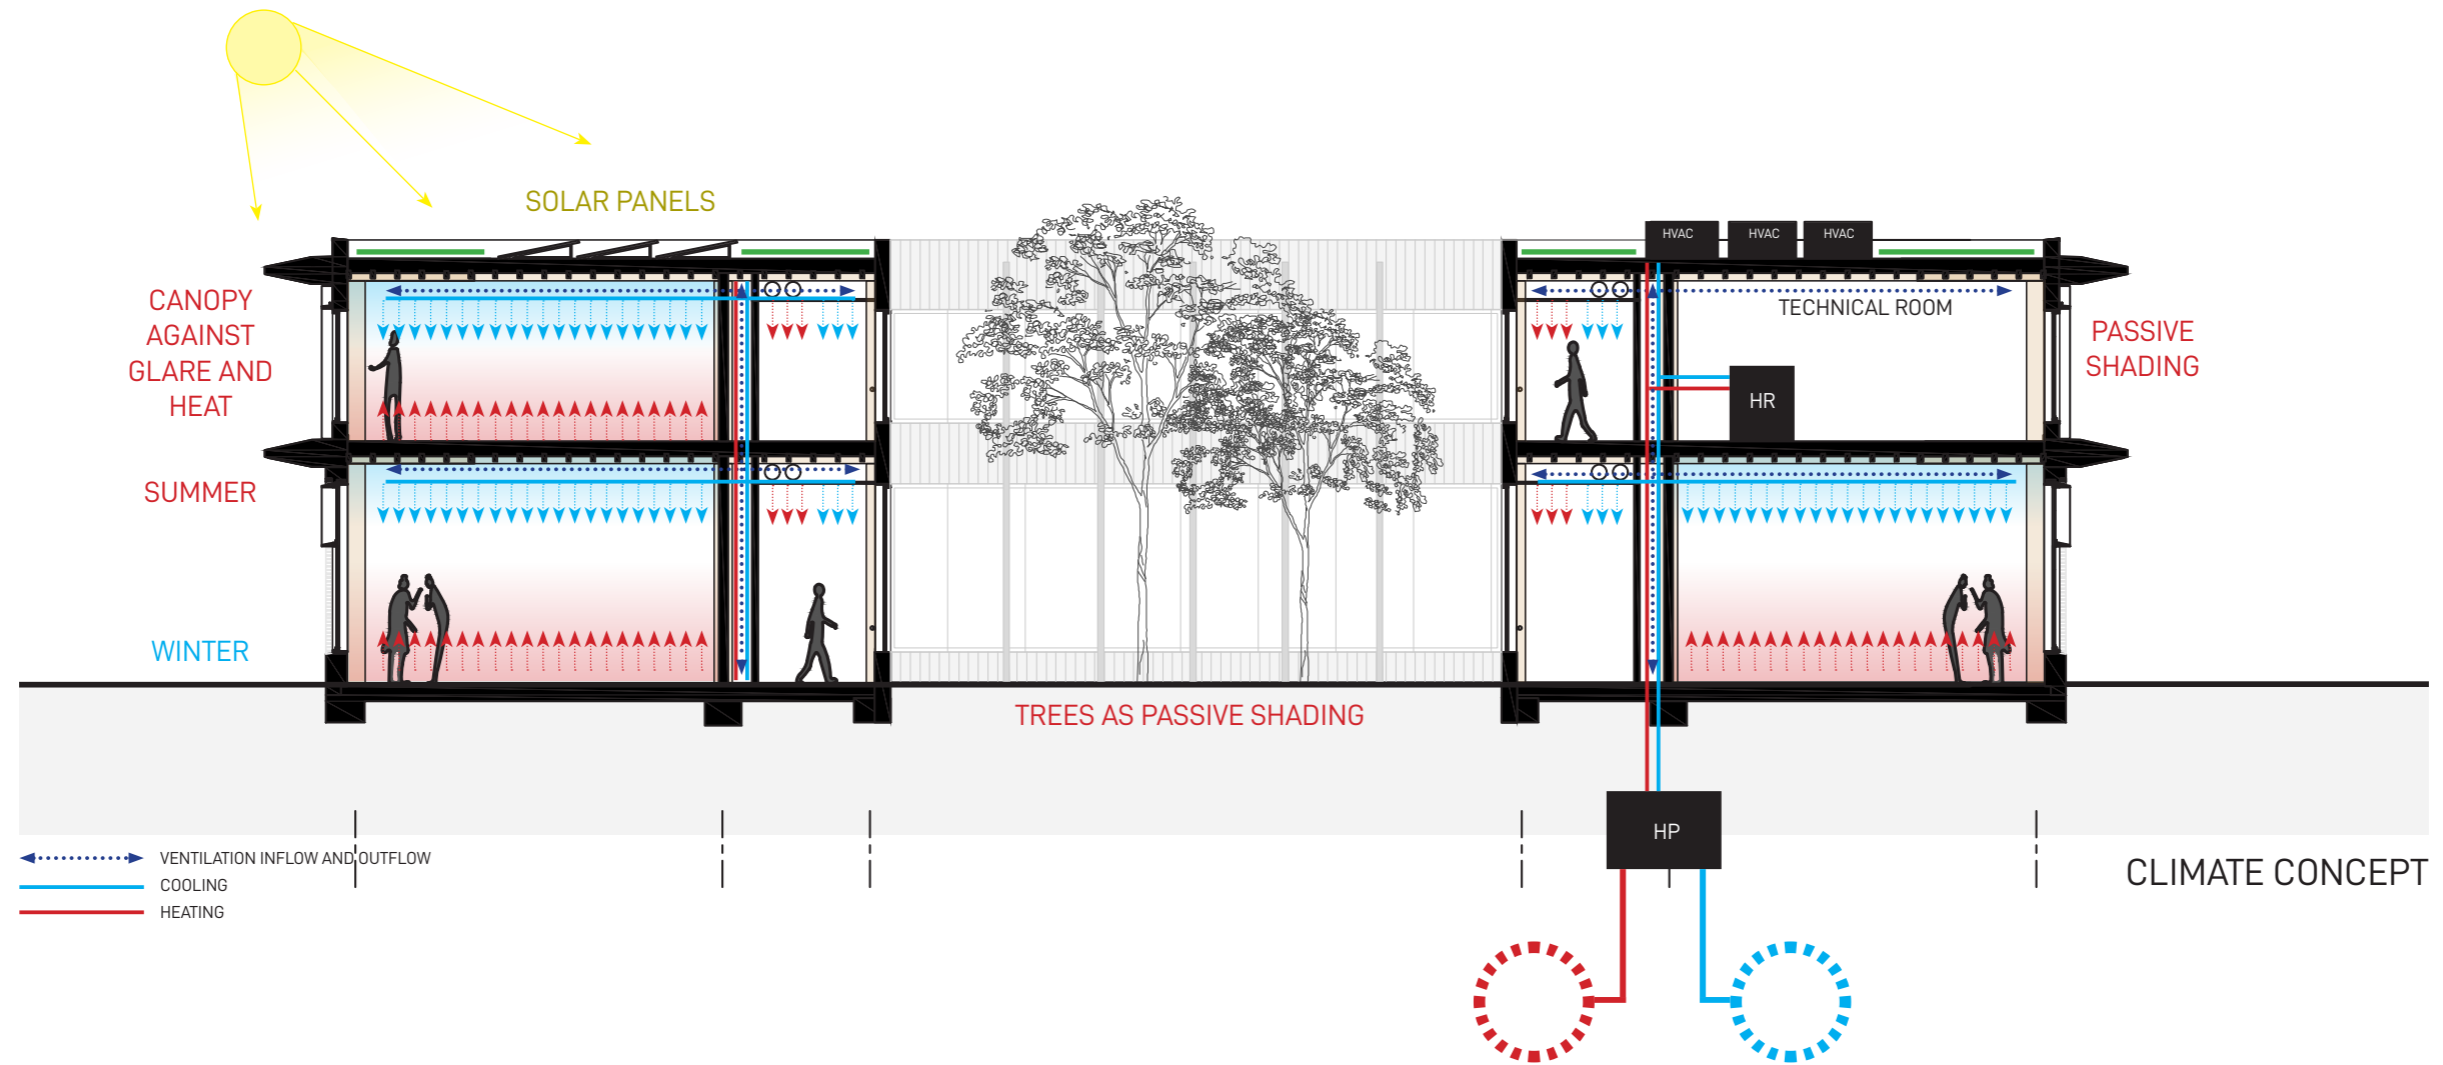 SOLAR PANELS
HVAC
HVAC
HVAC
CANOPY
AGAINST
GLARE AND
HEAT
TECHNICAL ROOM
PASSIVE
SHADING
HR
SUMMER
WINTER
TREES AS PASSIVE SHADING
HP
VENTILATION INFLOW AND OUTFLOW
COOLING
HEATING
CLIMATE CONCEPT